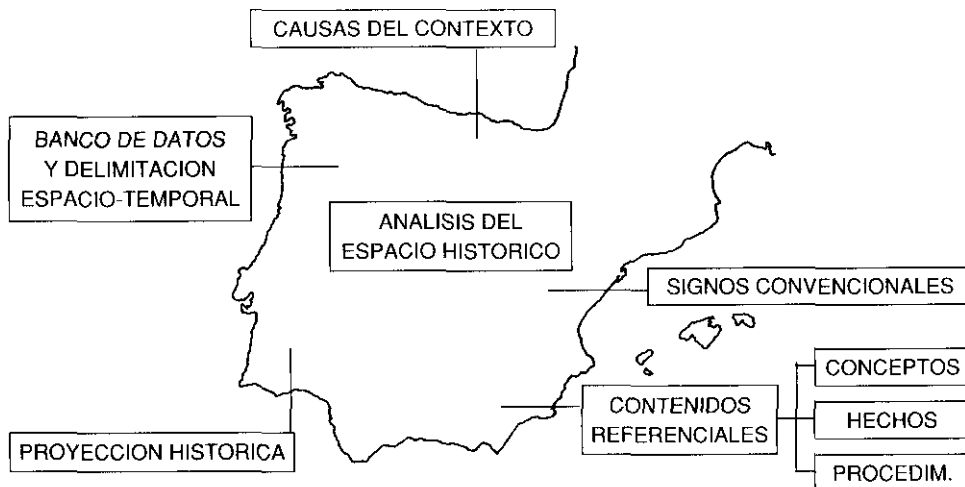 CAUSAS DEL CONTEXTO
BANCO DE DATOS
Y DELIMITACION
ESPACIO-TEMPORAL
ANALISIS DEL
ESPACIO HISTORICO
SIGNOS CONVENCIONALES
CONTENIDOS
REFERENCIALES
CONCEPTOS
HECHOS
PROCEDIM.
PROYECCION HISTORICA